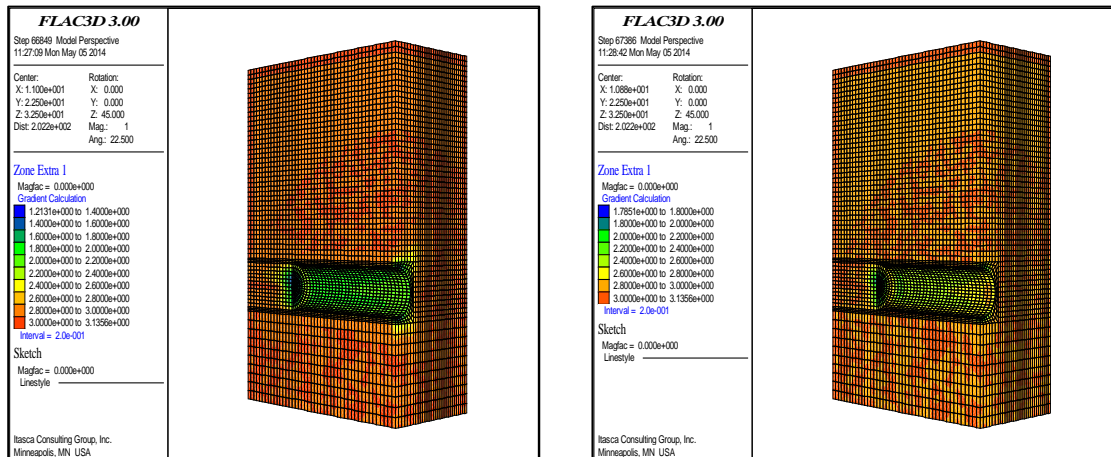 FLAC3D 3.00
Step 66849 Model Perspective
11:27:09 Mon May 05 2014
Center: Rotation:
X: 1.100e+001 X: 0.000
Y: 2.250e+001 Y: 0.000
Z: 3.250e+001 Z: 45.000
Dist: 2.022e+002 Mag.: 1
Ang.: 22.500
Zone Extra 1
Magfac = 0.000e+000
Gradient Calculation
1.2131e+000 to 1.4000e+000
1.4000e+000 to 1.6000e+000
1.6000e+000 to 1.8000e+000
1.8000e+000 to 2.0000e+000
2.0000e+000 to 2.2000e+000
2.2000e+000 to 2.4000e+000
2.4000e+000 to 2.6000e+000
2.6000e+000 to 2.8000e+000
2.8000e+000 to 3.0000e+000
3.0000e+000 to 3.1356e+000
Interval = 2.0e-001
Sketch
Magfac = 0.000e+000
Linestyle
Itasca Consulting Group, Inc.
Minneapolis, MN USA
FLAC3D 3.00
Step 67386 Model Perspective
11:28:42 Mon May 05 2014
Center: Rotation:
X: 1.088e+001 X: 0.000
Y: 2.250e+001 Y: 0.000
Z: 3.250e+001 Z: 45.000
Dist: 2.022e+002 Mag.: 1
Ang.: 22.500
Zone Extra 1
Magfac = 0.000e+000
Gradient Calculation
1.7851e+000 to 1.8000e+000
1.8000e+000 to 2.0000e+000
2.0000e+000 to 2.2000e+000
2.2000e+000 to 2.4000e+000
2.4000e+000 to 2.6000e+000
2.6000e+000 to 2.8000e+000
2.8000e+000 to 3.0000e+000
3.0000e+000 to 3.1356e+000
Interval = 2.0e-001
Sketch
Magfac = 0.000e+000
Linestyle
Itasca Consulting Group, Inc.
Minneapolis, MN USA